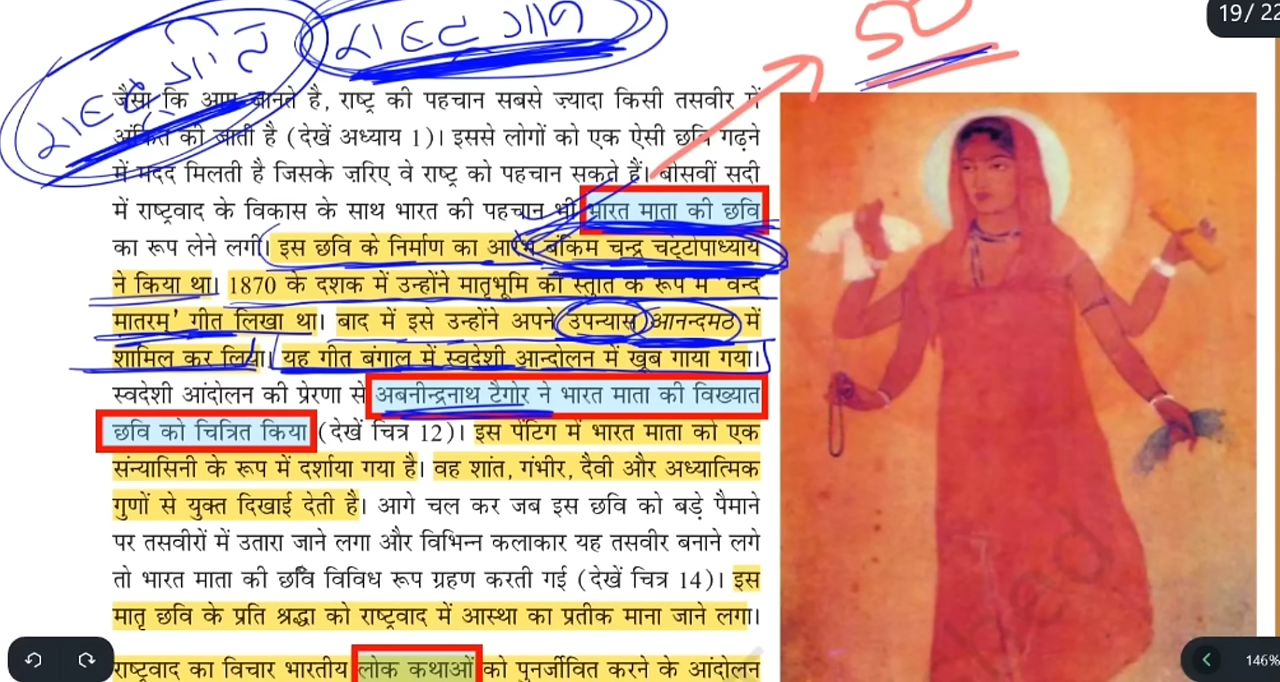 19/ 22
राष्ट्रगीत
राष्ट्रगान
50
जैसा कि आप जानते है, राष्ट्र की पहचान सबसे ज्यादा किसी तसवीर में
अंकित की जाती है (देखें अध्याय 1)। इससे लोगों को एक ऐसी छवि गढ़ने
में मदद मिलती है जिसके ज़रिए वे राष्ट्र को पहचान सकते हैं। बीसवीं सदी
में राष्ट्रवाद के विकास के साथ भारत की पहचान भी भारत माता की छवि
का रूप लेने लगी। इस छवि के निर्माण का आरंभ बंकिम चन्द्र चट्टोपाध्याय
ने किया था। 1870 के दशक में उन्होंने मातृभूमि की स्तुति के रूप में 'वन्दे
मातरम्' गीत लिखा था। बाद में इसे उन्होंने अपने उपन्यास आनन्दमठ में
शामिल कर लिया। यह गीत बंगाल में स्वदेशी आन्दोलन में खूब गाया गया।
स्वदेशी आंदोलन की प्रेरणा से अबनीन्द्रनाथ टैगोर ने भारत माता की विख्यात
छवि को चित्रित किया (देखें चित्र 12)। इस पेंटिग में भारत माता को एक
संन्यासिनी के रूप में दर्शाया गया है। वह शांत, गंभीर, दैवी और अध्यात्मिक
गुणों से युक्त दिखाई देती है। आगे चल कर जब इस छवि को बड़े पैमाने
पर तसवीरों में उतारा जाने लगा और विभिन्न कलाकार यह तसवीर बनाने लगे
तो भारत माता की छवि विविध रूप ग्रहण करती गई (देखें चित्र 14)। इस
मातृ छवि के प्रति श्रद्धा को राष्ट्रवाद में आस्था का प्रतीक माना जाने लगा।
राष्ट्रवाद का विचार भारतीय लोक कथाओं को पुनर्जीवित करने के आंदोलन
146%